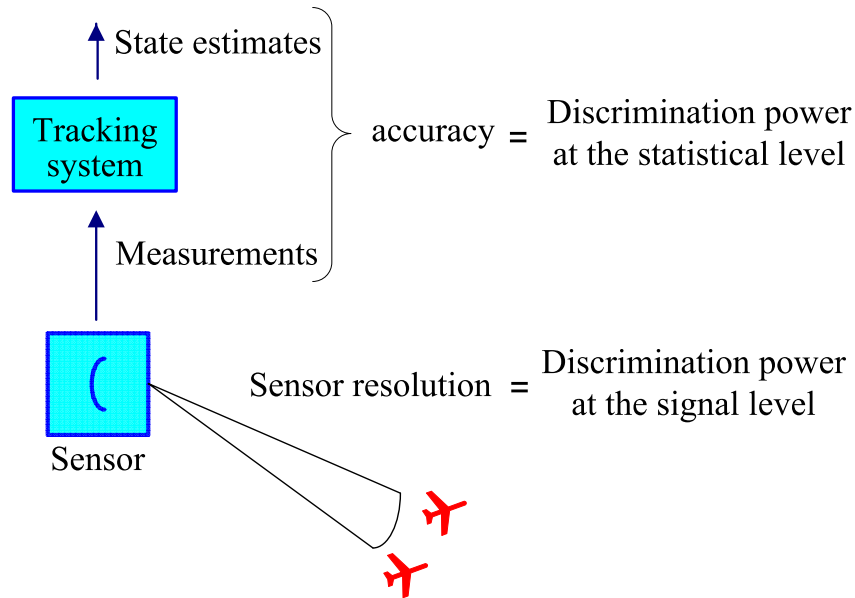 State estimates
Tracking
system
accuracy = Discrimination power
at the statistical level
Measurements
Sensor resolution = Discrimination power
at the signal level
Sensor